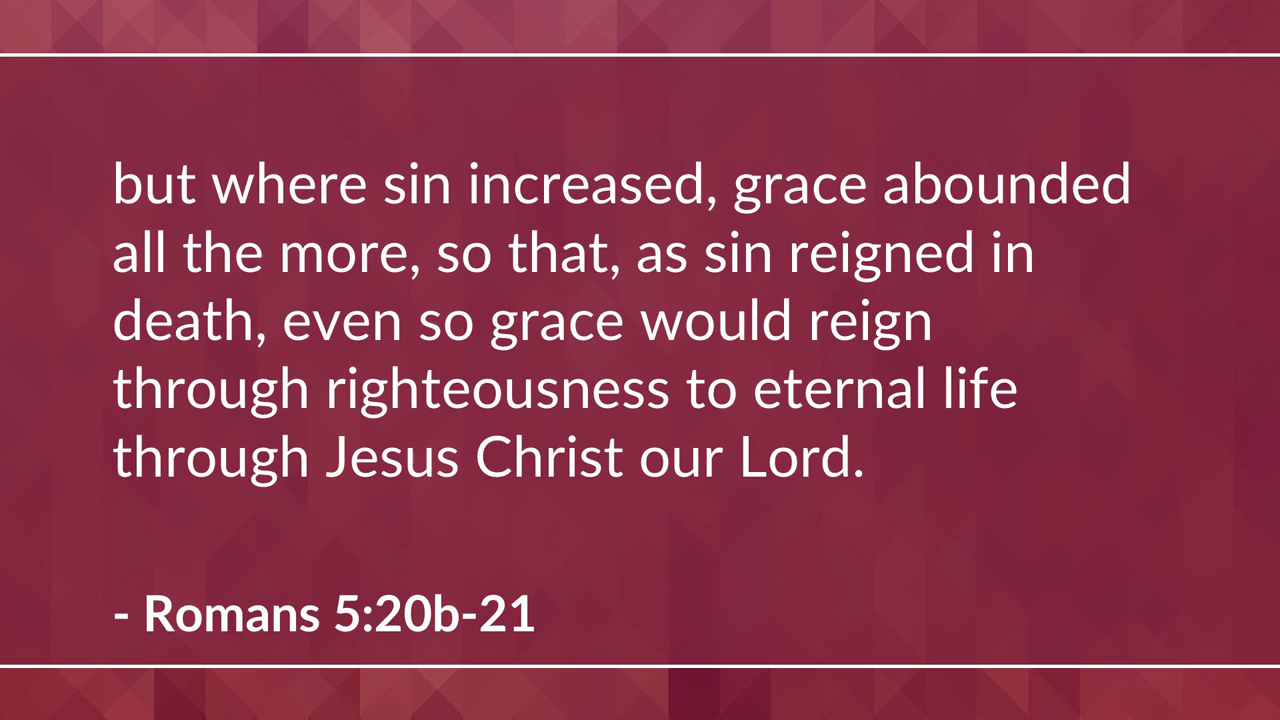 but where sin increased, grace abounded
all the more, so that, as sin reigned in
death, even so grace would reign
through righteousness to eternal life
through Jesus Christ our Lord.
- Romans 5:20b-21